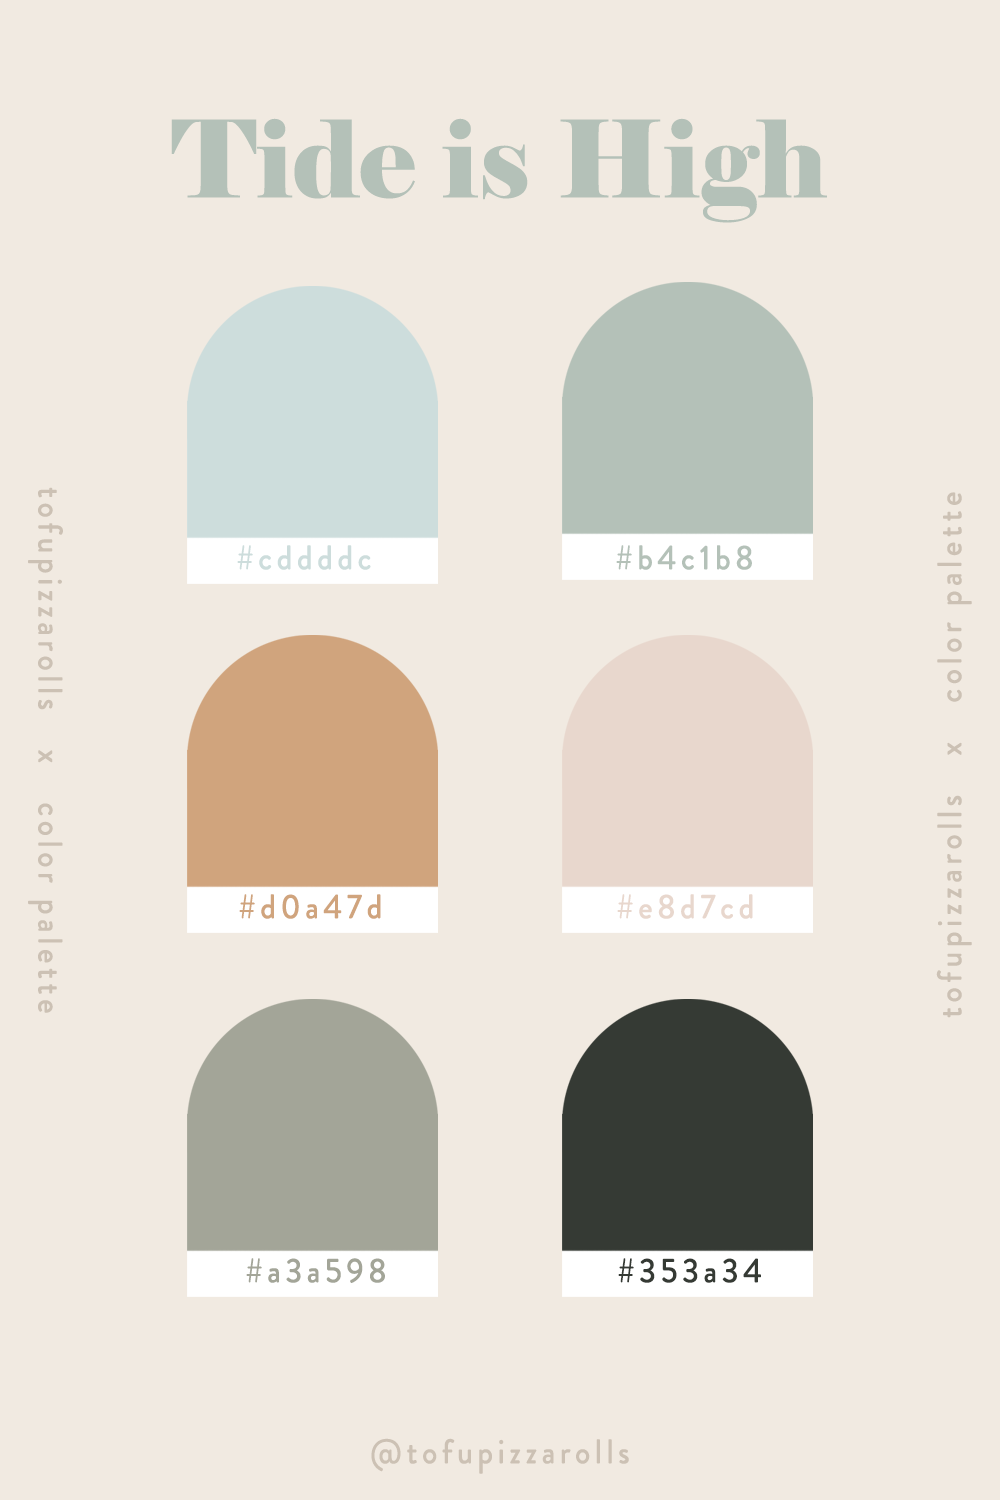 Tide is High
#cddddc
#b4c1b8
#d0a47d
#e8d7cd
#a3a598
#353a34
tofupizzarolls x color palette
tofupizzarolls x color palette
@tofupizzarolls